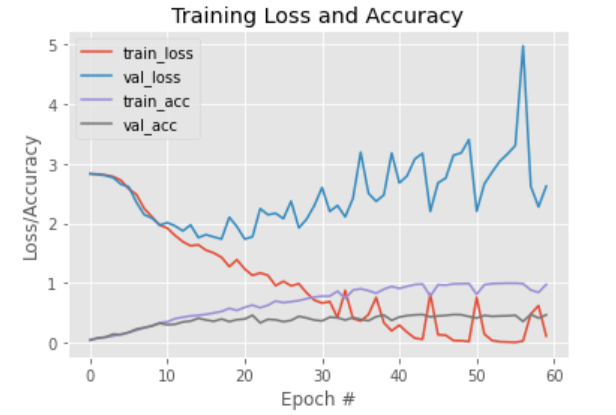 Training Loss and Accuracy
train_loss
val_loss
train_acc
val_acc
Loss/Accuracy
5
4
3
2
1
0
0 10 20 30 40 50 60
Epoch #